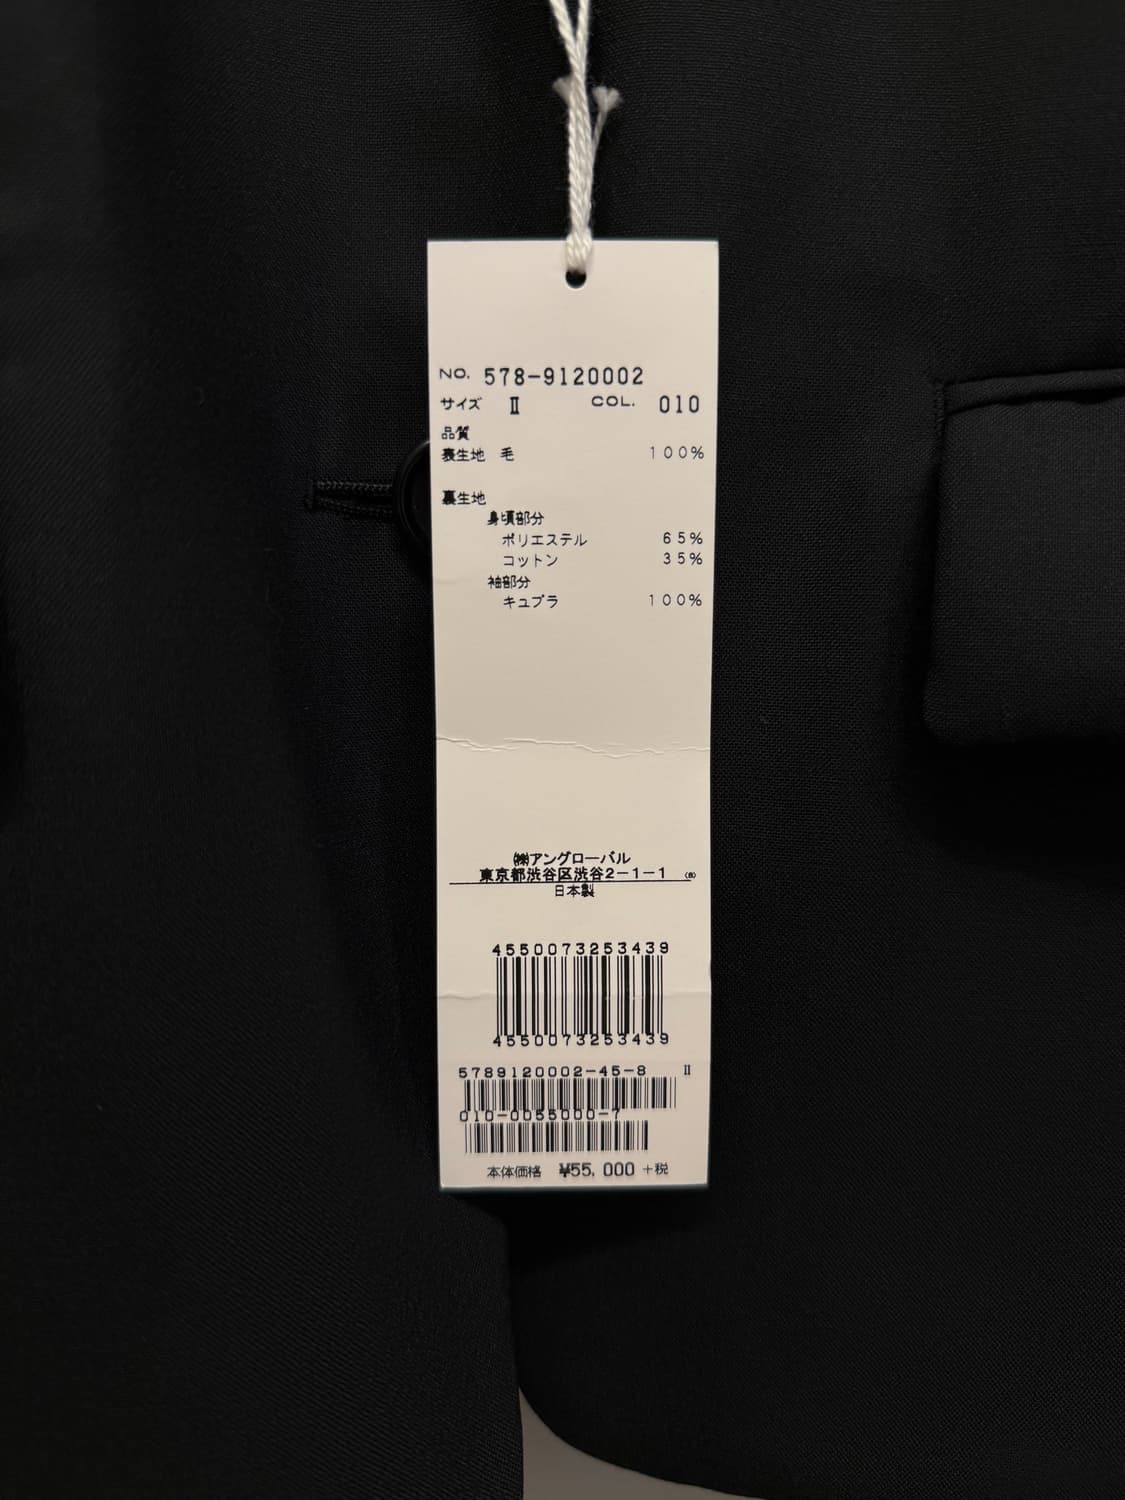 NO. 578-9120002
サイズ Ⅱ COL. 010
品質
表生地 毛 100%
裏生地
身頃部分
ポリエステル 65%
コットン 35%
袖部分
キュプラ 100%
㈱アングローバル
東京都渋谷区渋谷2-1-1
日本製
4550073253439
4550073253439
5789120002-45-8 Ⅱ
010-0055000-7
本体価格 ¥55,000+税